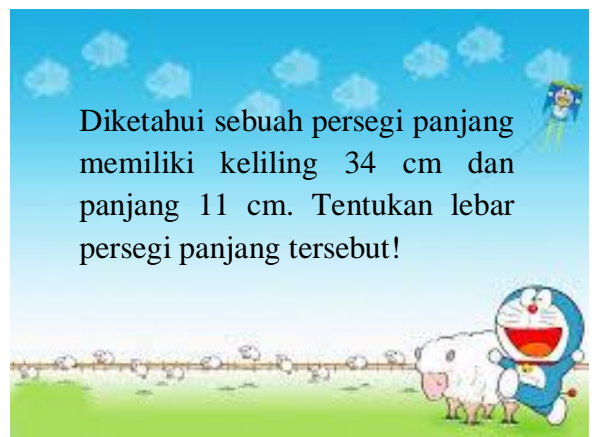 Diketahui sebuah persegi panjang
memiliki keliling 34 cm dan
panjang 11 cm. Tentukan lebar
persegi panjang tersebut!